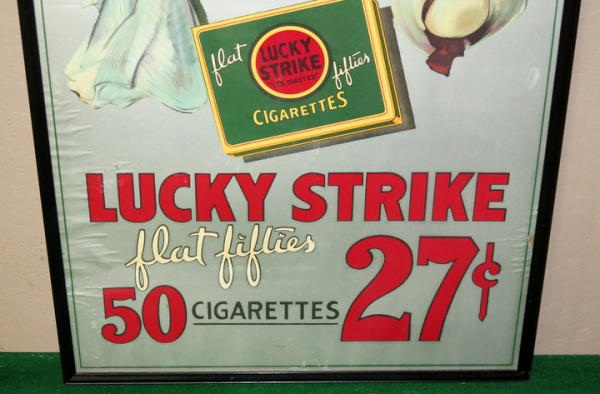 flat
LUCKY
STRIKE
"IT'S TOASTED"
fifties
CIGARETTES
LUCKY STRIKE
flat fifties
50 CIGARETTES 27¢